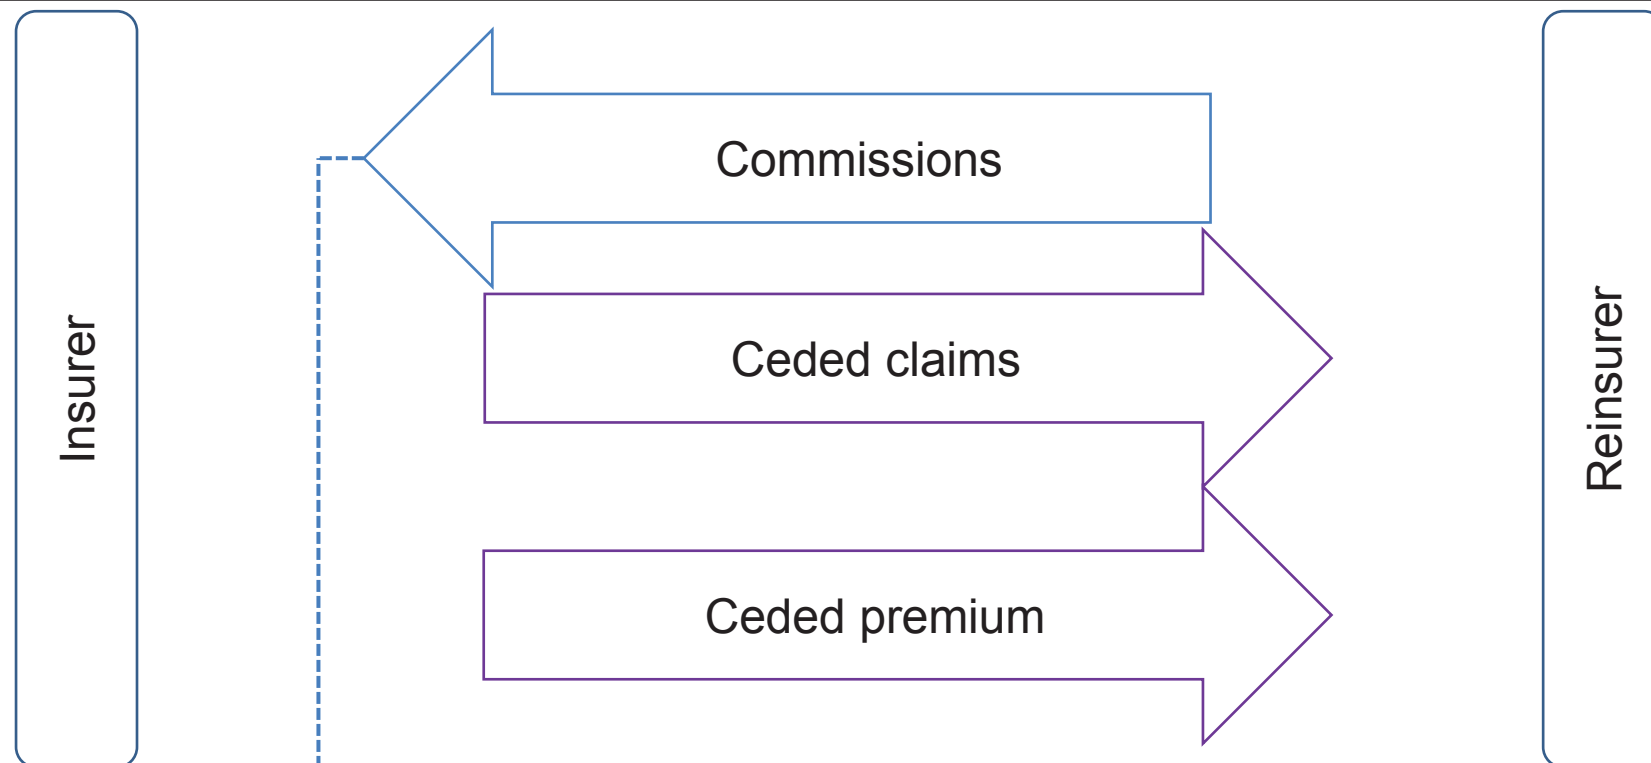 Insurer
Commissions
Ceded claims
Ceded premium
Reinsurer